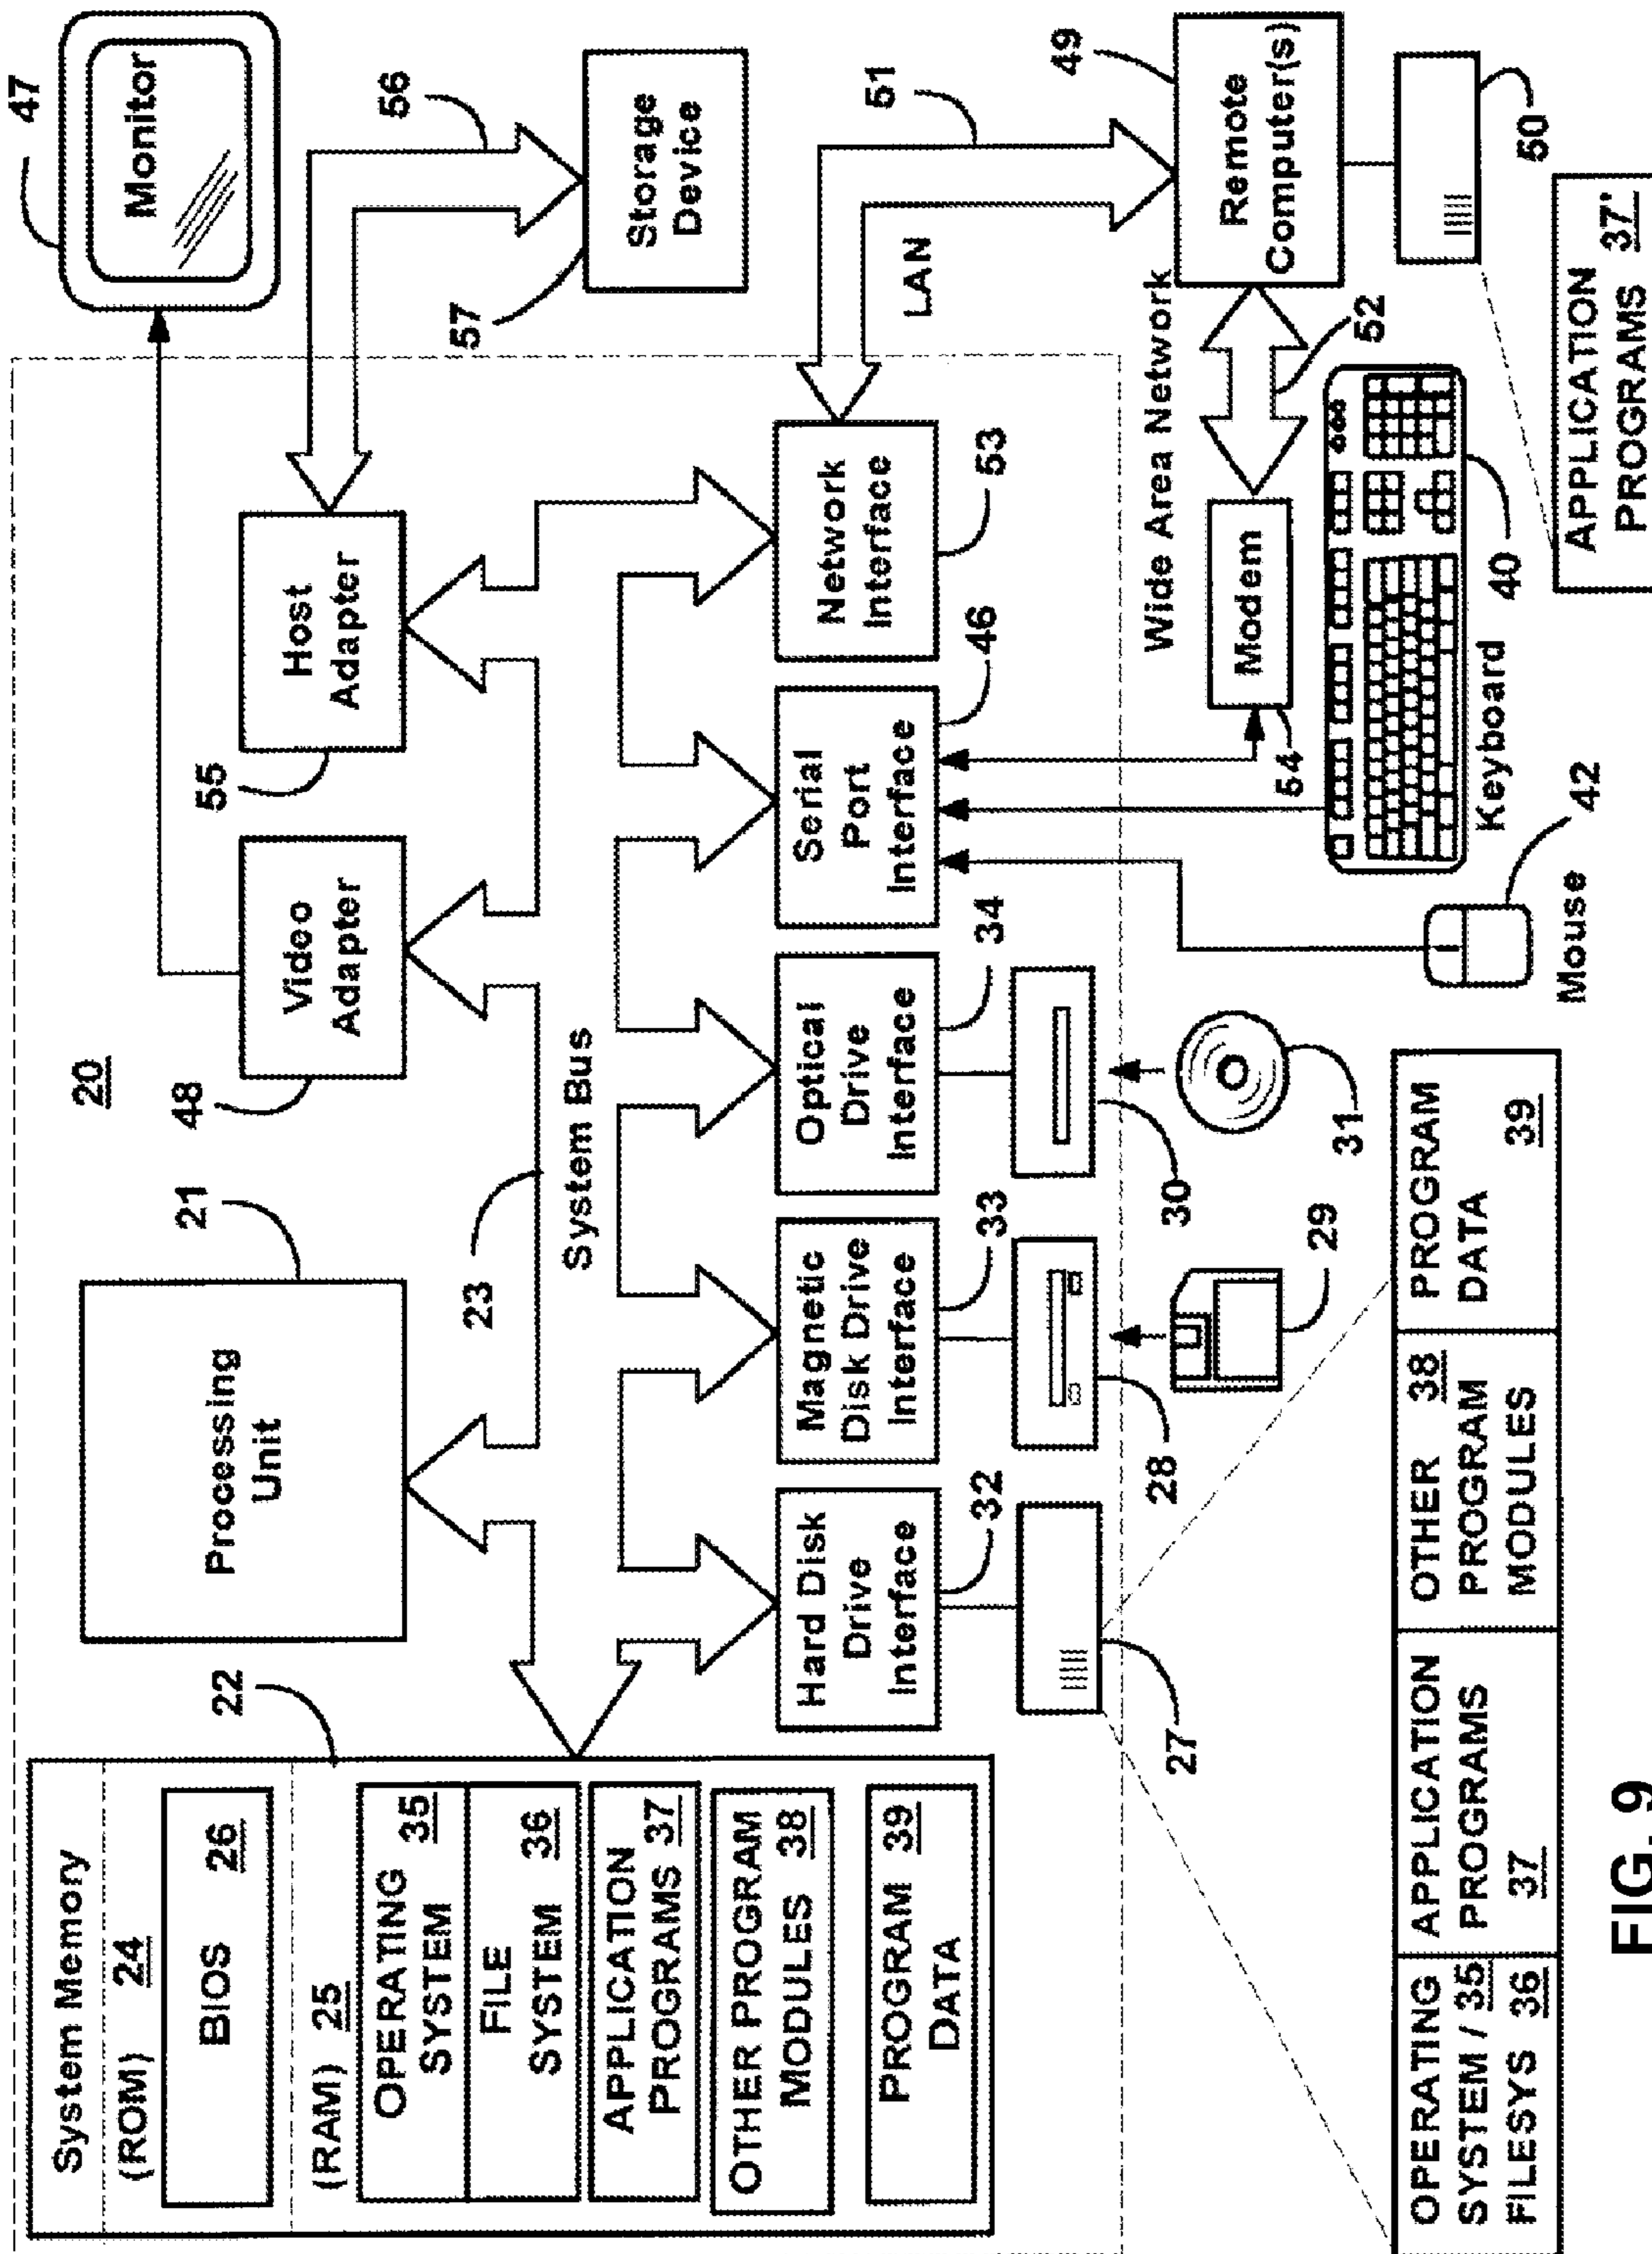 System Memory
(ROM) 24
BIOS 26
(RAM) 25
OPERATING
SYSTEM 35
FILE
SYSTEM 36
APPLICATION
PROGRAMS 37
OTHER PROGRAM
MODULES 38
PROGRAM 39
DATA
22
Processing
Unit
21
20
Video
Adapter
48
Host
Adapter
55
47
Monitor
56
Storage
Device
57
23
System Bus
Hard Disk
Drive
Interface
32
Magnetic
Disk Drive
Interface
33
Optical
Drive
Interface
34
Serial
Port
Interface
46
Network
Interface
53
LAN
51
27
28
29
30
31
Wide Area Network
Modem
54
52
49
Remote
Computer(s)
50
Keyboard
40
Mouse
42
OPERATING
SYSTEM / 35
FILESYS 36
APPLICATION
PROGRAMS
37
OTHER 38
PROGRAM
MODULES
PROGRAM
DATA
39
APPLICATION
PROGRAMS 37'
FIG. 9